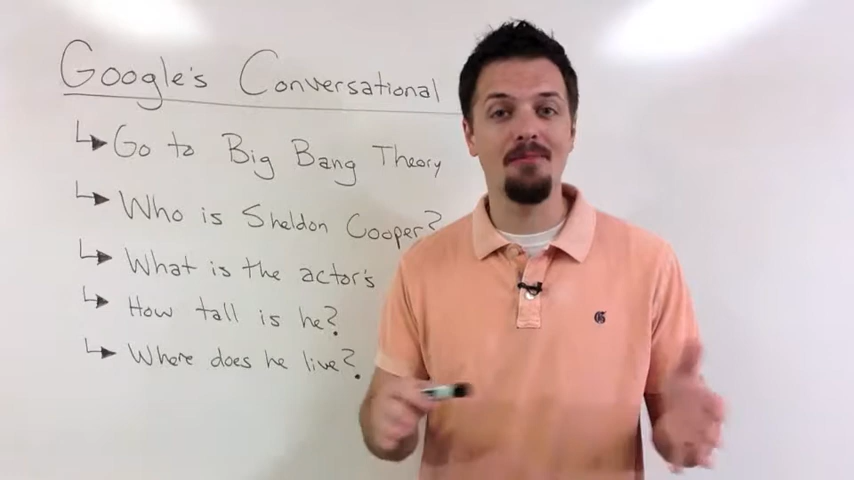 Google's Conversational
Go to Big Bang Theory
Who is Sheldon Cooper?
What is the actor's
How tall is he?
Where does he live?